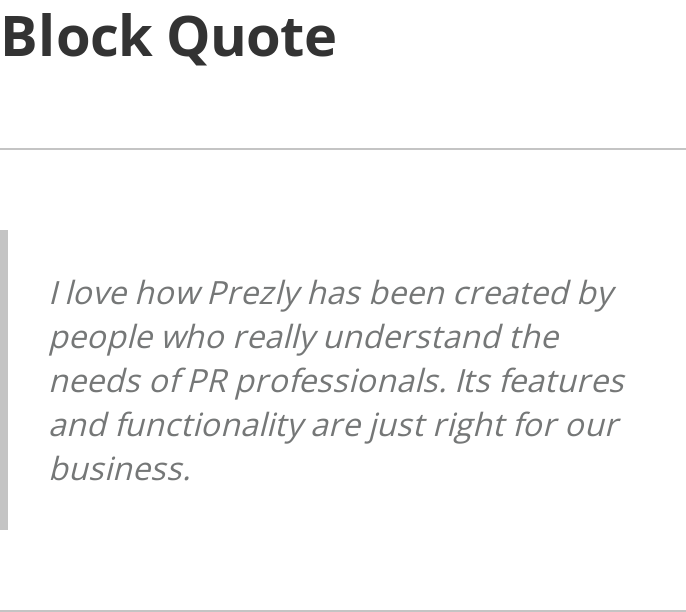 Block Quote
I love how Prezly has been created by
people who really understand the
needs of PR professionals. Its features
and functionality are just right for our
business.